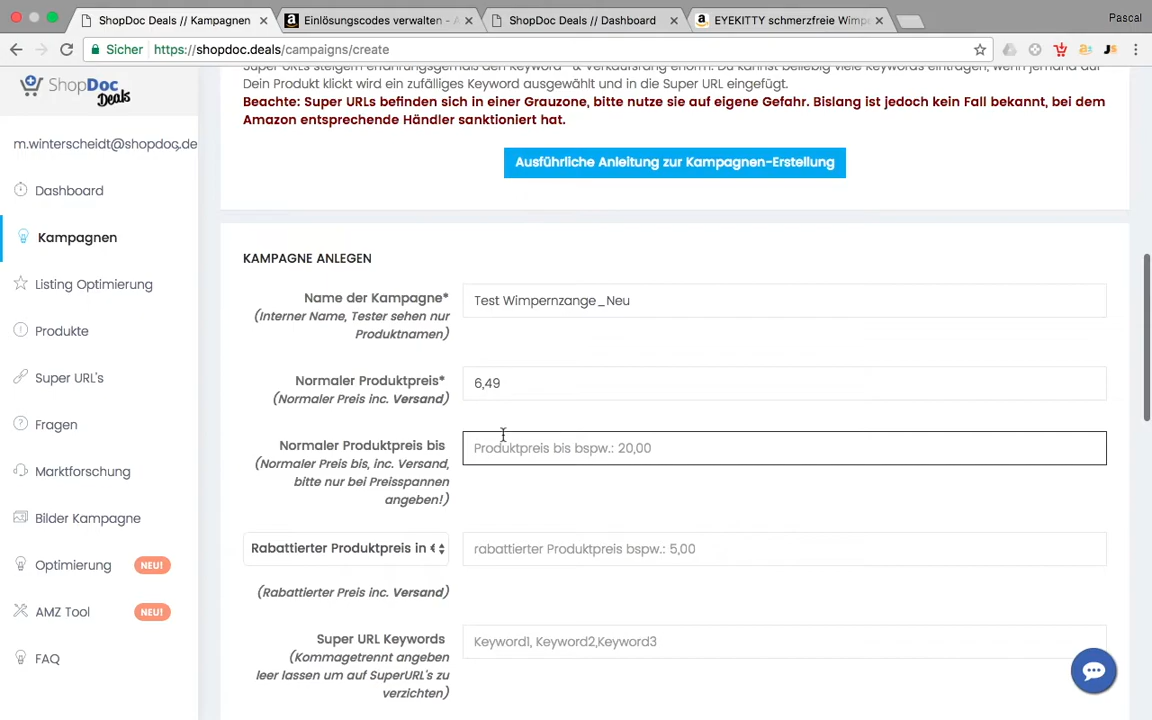 ShopDoc Deals // Kampagnen
Einlösungscodes verwalten - A
ShopDoc Deals // Dashboard
EYEKITTY schmerzfreie Wimp
Pascal
Sicher https://shopdoc.deals/campaigns/create
ShopDoc Deals
m.winterscheidt@shopdoc.de
Dashboard
Kampagnen
Listing Optimierung
Produkte
Super URL's
Fragen
Marktforschung
Bilder Kampagne
Optimierung NEU!
AMZ Tool NEU!
FAQ
Super URLs steigern erfahrungsgemäß den Keyword- & Verkaufsrang enorm. Du kannst beliebig viele Keywords eintragen, wenn jemand auf
Dein Produkt klickt wird ein zufälliges Keyword ausgewählt und in die Super URL eingefügt.
Beachte: Super URLs befinden sich in einer Grauzone, bitte nutze sie auf eigene Gefahr. Bislang ist jedoch kein Fall bekannt, bei dem
Amazon entsprechende Händler sanktioniert hat.
Ausführliche Anleitung zur Kampagnen-Erstellung
KAMPAGNE ANLEGEN
Name der Kampagne*
(Interner Name, Tester sehen nur
Produktnamen)
Test Wimpernzange_Neu
Normaler Produktpreis*
(Normaler Preis inc. Versand)
6,49
Normaler Produktpreis bis
(Normaler Preis bis, inc. Versand,
bitte nur bei Preisspannen
angeben!)
Produktpreis bis bspw.: 20,00
Rabattierter Produktpreis in €
(Rabattierter Preis inc. Versand)
rabattierter Produktpreis bspw.: 5,00
Super URL Keywords
(Kommagetrennt angeben
leer lassen um auf SuperURL's zu
verzichten)
Keyword1, Keyword2,Keyword3